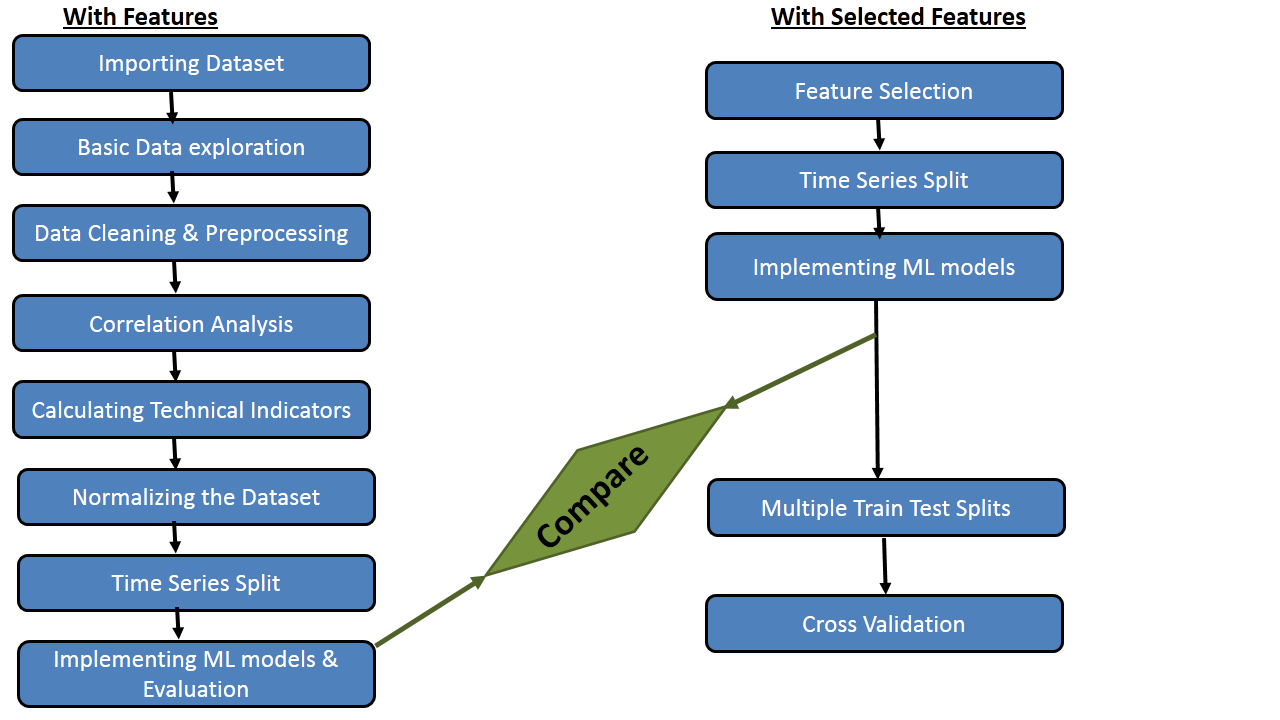 With Features
Importing Dataset
Basic Data exploration
Data Cleaning & Preprocessing
Correlation Analysis
Calculating Technical Indicators
Normalizing the Dataset
Time Series Split
Implementing ML models &
Evaluation
Compare
With Selected Features
Feature Selection
Time Series Split
Implementing ML models
Multiple Train Test Splits
Cross Validation